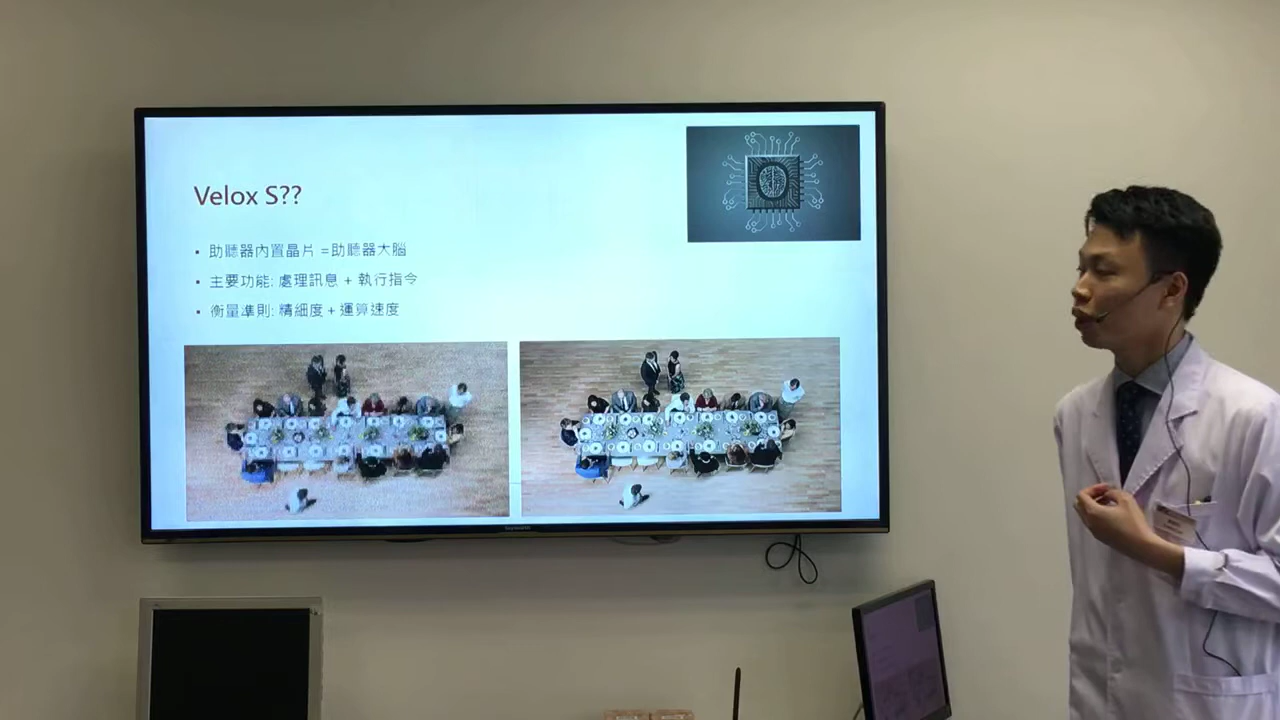 Velox S??
▪ 助聽器內置晶片 =助聽器大腦
▪ 主要功能: 處理訊息 + 執行指令
▪ 衡量準則: 精細度 + 運算速度